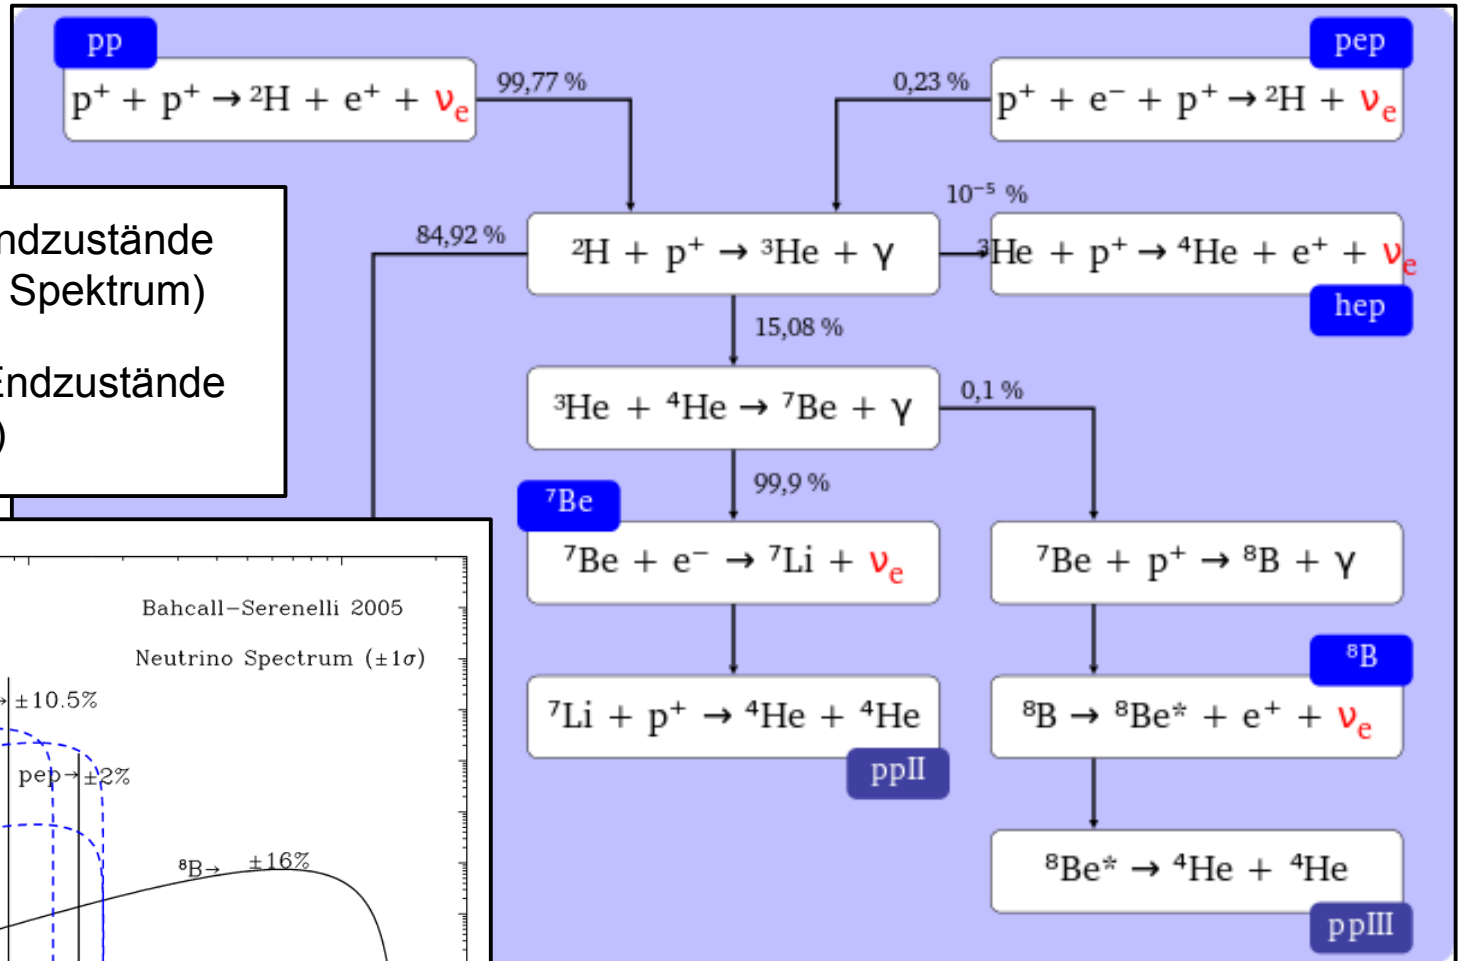 pp
pep
p⁺ + p⁺ → ²H + e⁺ + νₑ
99,77 %
0,23 %
p⁺ + e⁻ + p⁺ → ²H + νₑ
10⁻⁵ %
84,92 %
²H + p⁺ → ³He + γ
³He + p⁺ → ⁴He + e⁺ + νₑ
hep
15,08 %
³He + ⁴He → ⁷Be + γ
0,1 %
99,9 %
⁷Be
⁷Be + e⁻ → ⁷Li + νₑ
⁷Be + p⁺ → ⁸B + γ
⁸B
⁷Li + p⁺ → ⁴He + ⁴He
ppII
⁸B → ⁸Be* + e⁺ + νₑ
⁸Be* → ⁴He + ⁴He
ppIII
ndzustände
Spektrum)
Endzustände
)
Bahcall–Serenelli 2005
Neutrino Spectrum (±1σ)
→ ±10.5%
pep→ ±2%
⁸B→ ±16%